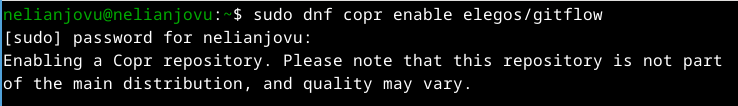 nelianjovu@nelianjovu:~$ sudo dnf copr enable elegos/gitflow
[sudo] password for nelianjovu:
Enabling a Copr repository. Please note that this repository is not part
of the main distribution, and quality may vary.